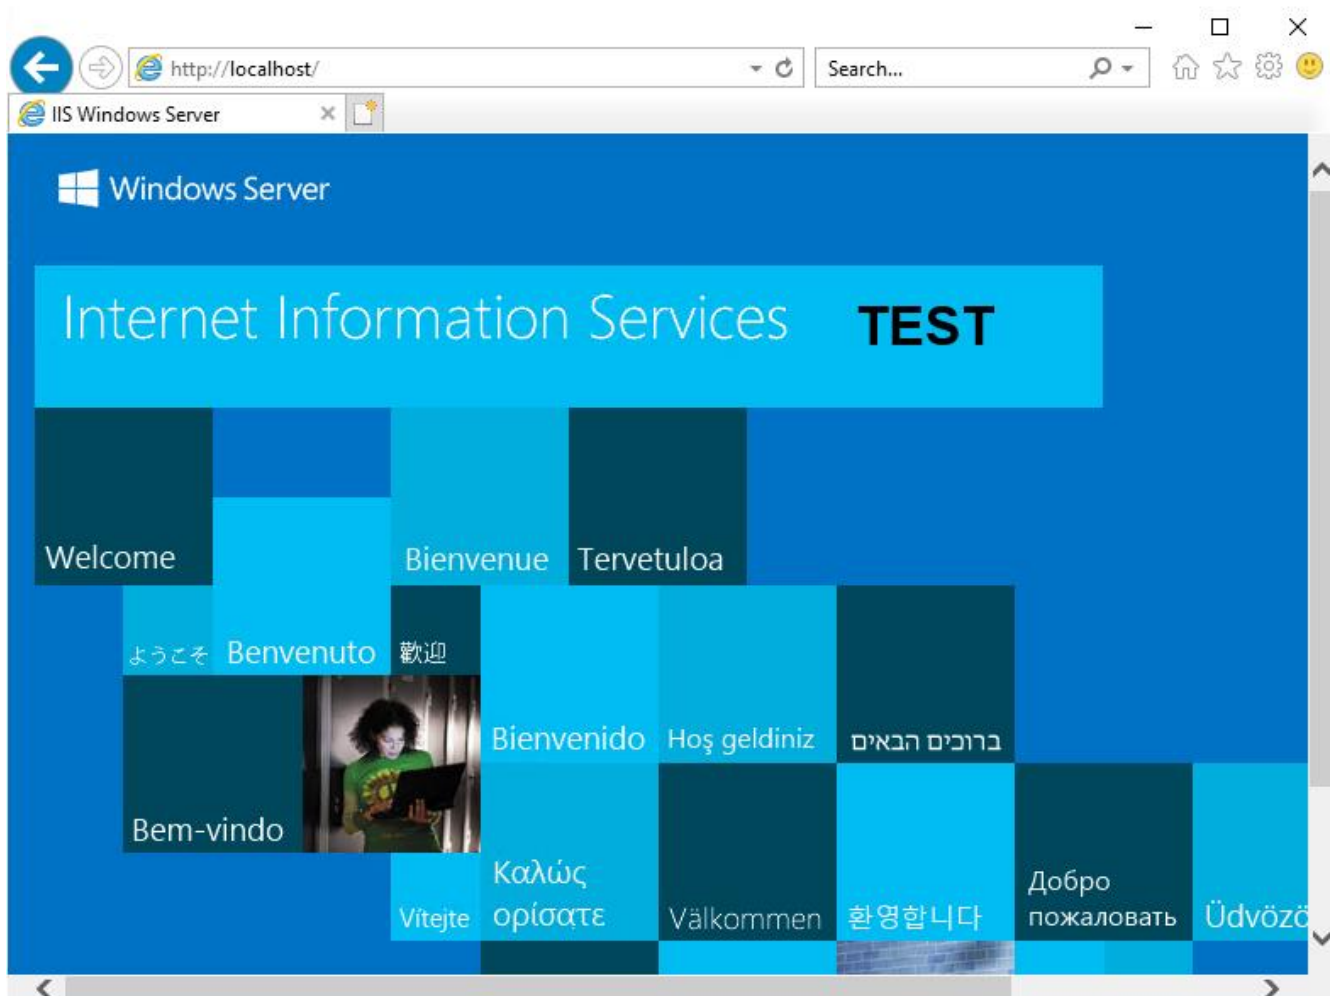 http://localhost/
Search...
IIS Windows Server
Windows Server
Internet Information Services
TEST
Welcome
Bienvenue
Tervetuloa
ようこそ
Benvenuto
歡迎
Bienvenido
Hoş geldiniz
ברוכים הבאים
Bem-vindo
Vítejte
Καλώς
ορίσατε
Välkommen
환영합니다
Добро
пожаловать
Üdvözö